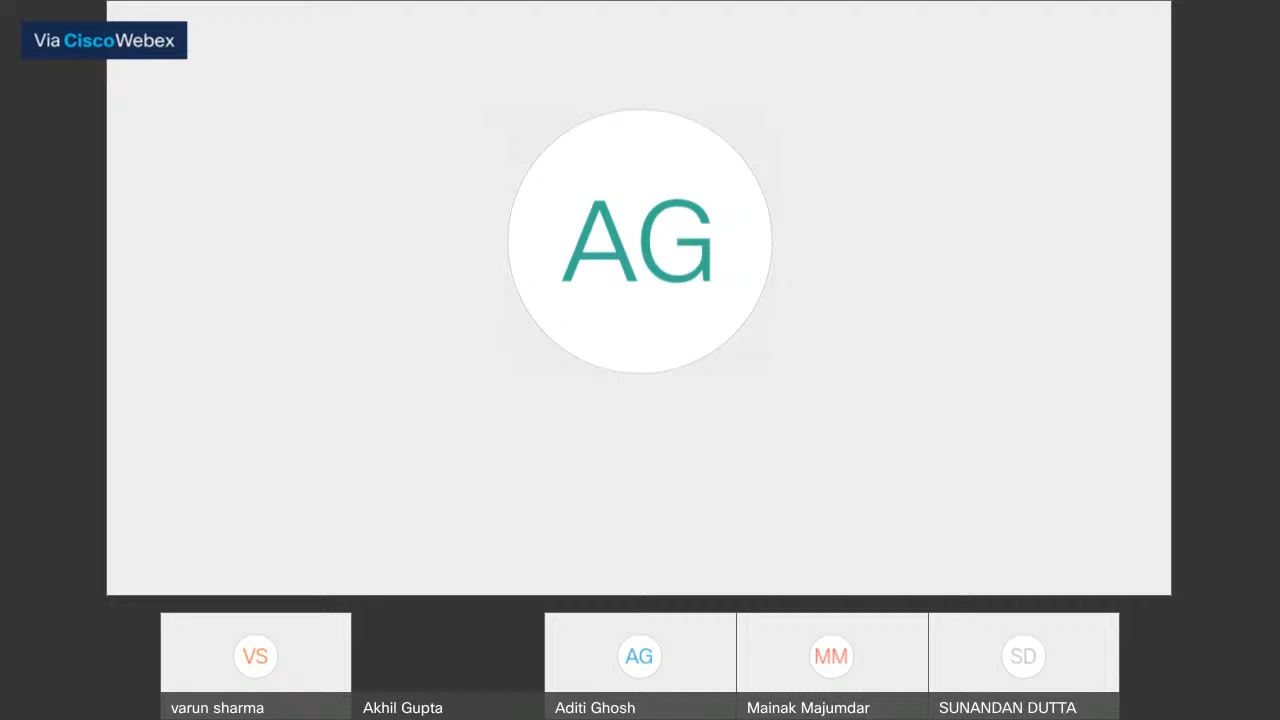 Via CiscoWebex
AG
VS
AG
MM
SD
varun sharma
Akhil Gupta
Aditi Ghosh
Mainak Majumdar
SUNANDAN DUTTA